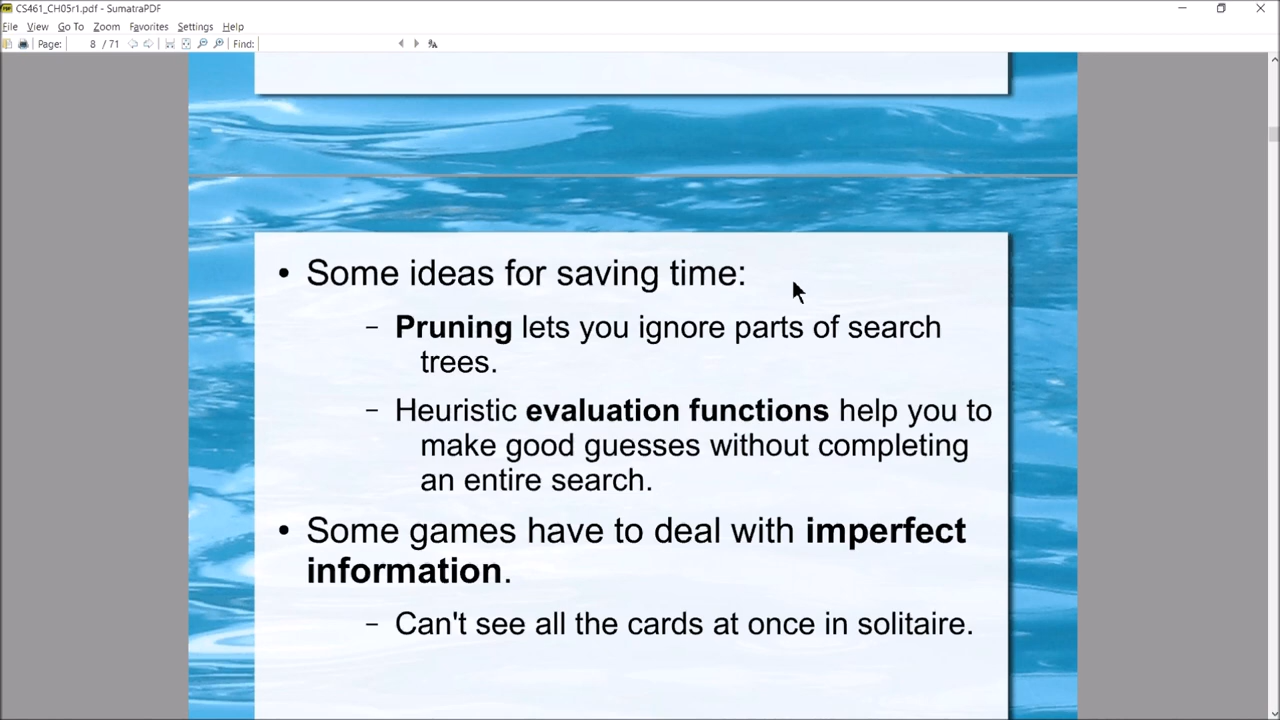 CS461_CH05r1.pdf - SumatraPDF
File View Go To Zoom Favorites Settings Help
Page: 8 / 71 Find:
• Some ideas for saving time:
– Pruning lets you ignore parts of search
trees.
– Heuristic evaluation functions help you to
make good guesses without completing
an entire search.
• Some games have to deal with imperfect
information.
– Can't see all the cards at once in solitaire.